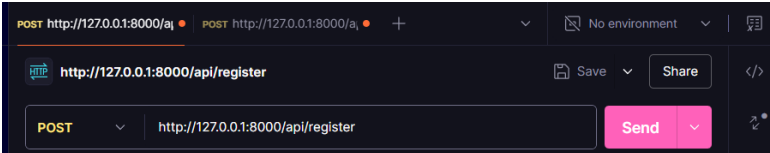 POST http://127.0.0.1:8000/a POST http://127.0.0.1:8000/a No environment
HTTP http://127.0.0.1:8000/api/register Save Share </>
POST http://127.0.0.1:8000/api/register Send